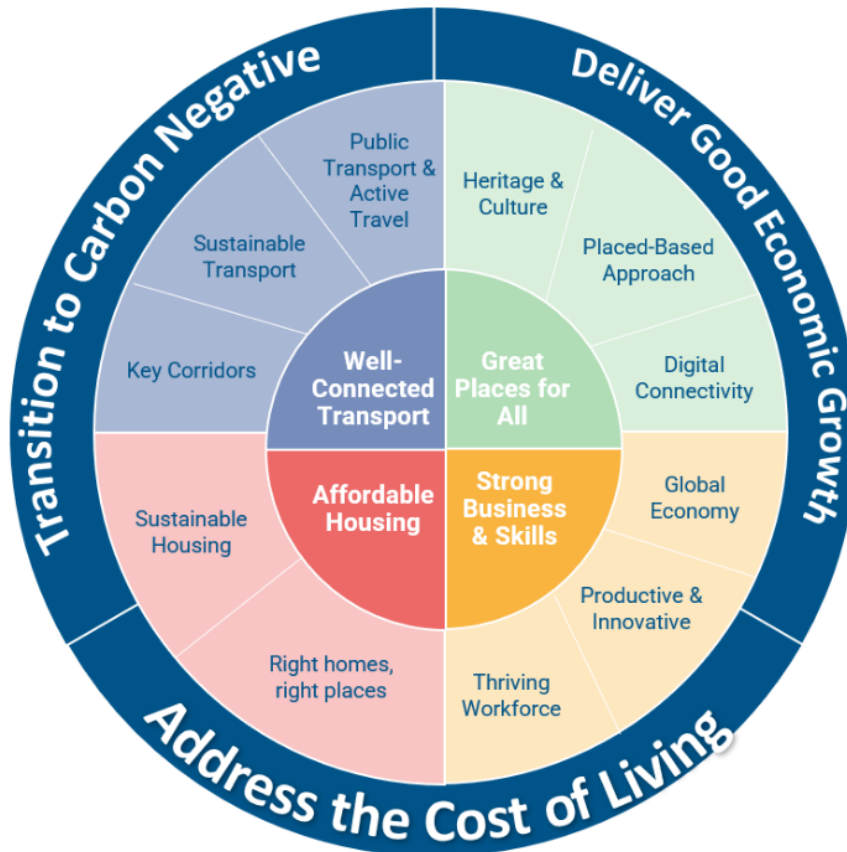 Transition to Carbon Negative
Deliver Good Economic Growth
Public
Transport &
Active
Travel
Heritage &
Culture
Sustainable
Transport
Placed-Based
Approach
Key Corridors
Well-
Connected
Transport
Great
Places for
All
Digital
Connectivity
Sustainable
Housing
Affordable
Housing
Strong
Business
& Skills
Global
Economy
Productive &
Innovative
Right homes,
right places
Thriving
Workforce
Address the Cost of Living